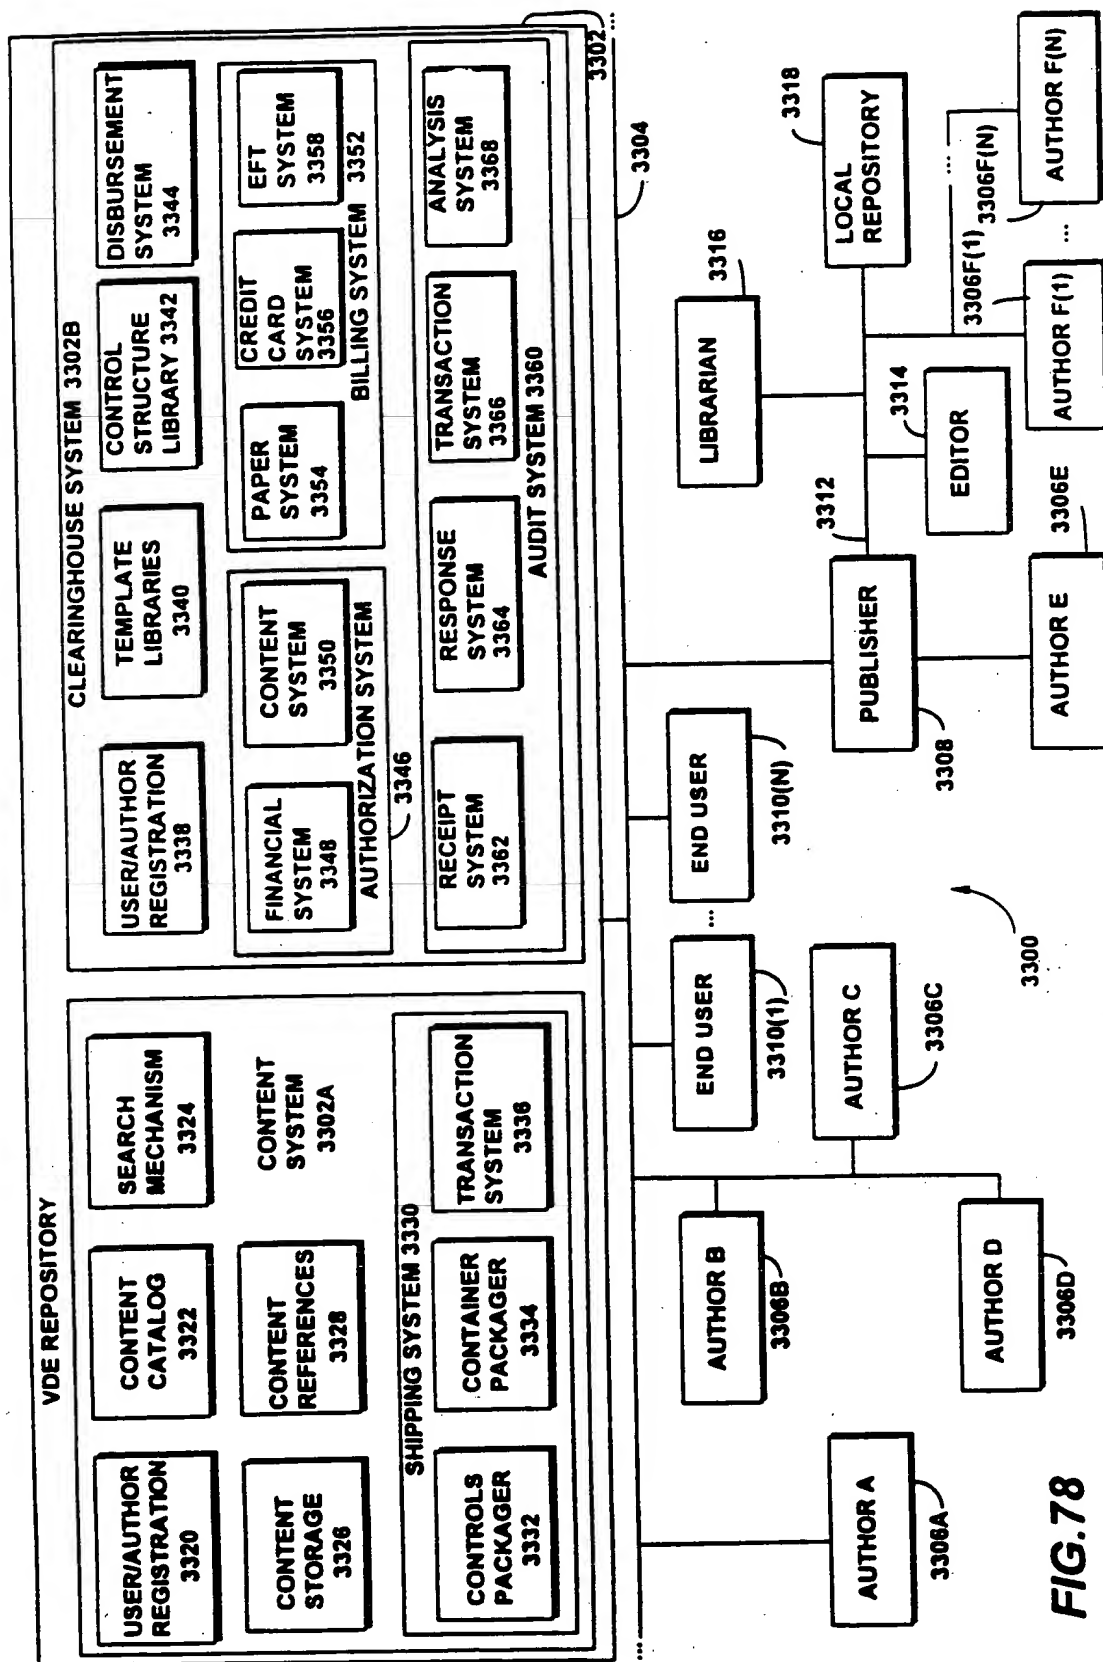 VDE REPOSITORY
3302
USER/AUTHOR
REGISTRATION
3320
CONTENT
CATALOG
3322
SEARCH
MECHANISM
3324
CONTENT
STORAGE
3326
CONTENT
REFERENCES
3328
CONTENT
SYSTEM
3302A
SHIPPING SYSTEM 3330
CONTROLS
PACKAGER
3332
CONTAINER
PACKAGER
3334
TRANSACTION
SYSTEM
3336
CLEARINGHOUSE SYSTEM 3302B
USER/AUTHOR
REGISTRATION
3338
TEMPLATE
LIBRARIES
3340
CONTROL
STRUCTURE
LIBRARY 3342
DISBURSEMENT
SYSTEM
3344
FINANCIAL
SYSTEM
3348
CONTENT
SYSTEM
3350
AUTHORIZATION SYSTEM
3346
PAPER
SYSTEM
3354
CREDIT
CARD
SYSTEM
3356
EFT
SYSTEM
3358
BILLING SYSTEM 3352
RECEIPT
SYSTEM
3362
RESPONSE
SYSTEM
3364
TRANSACTION
SYSTEM
3366
ANALYSIS
SYSTEM
3368
AUDIT SYSTEM 3360
...
...
3304
AUTHOR A
3306A
AUTHOR B
3306B
AUTHOR C
3306C
AUTHOR D
3306D
END USER
3310(1)
...
END USER
3310(N)
3300
PUBLISHER
3308
3312
LIBRARIAN
3316
LOCAL
REPOSITORY
3318
EDITOR
3314
AUTHOR E
3306E
AUTHOR F(1)
3306F(1)
...
...
AUTHOR F(N)
3306F(N)
FIG.78